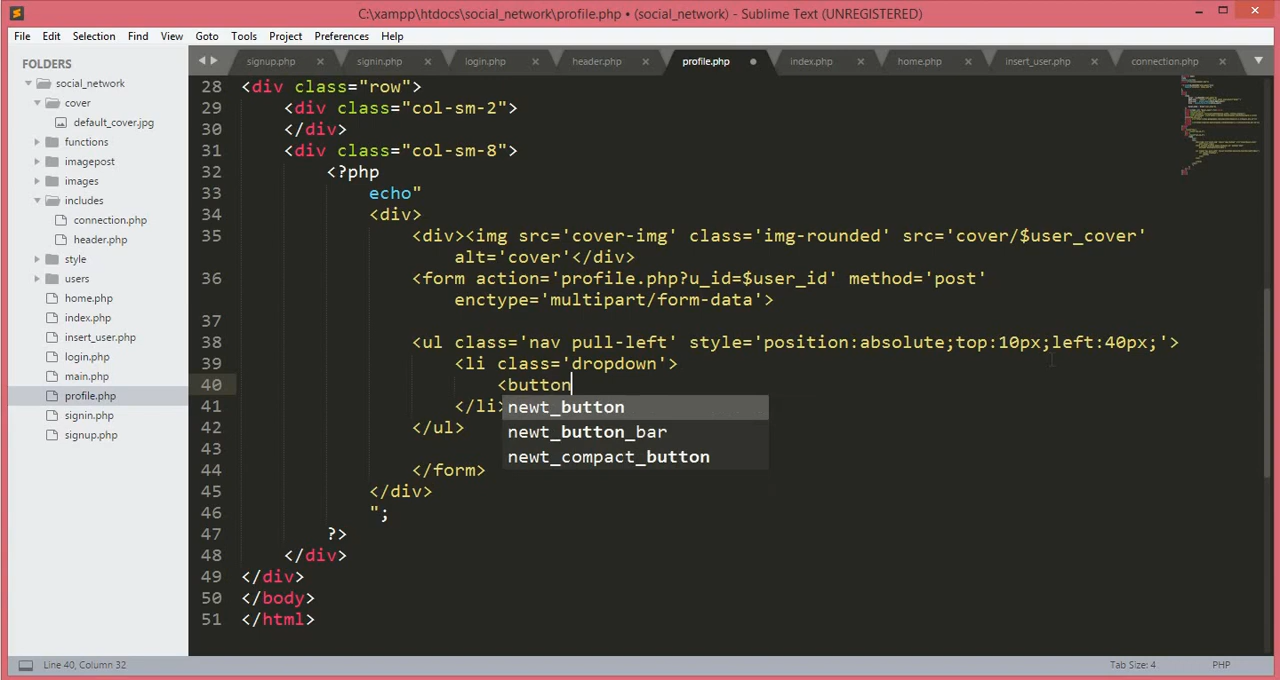 C:\xampp\htdocs\social_network\profile.php • (social_network) - Sublime Text (UNREGISTERED)
File Edit Selection Find View Goto Tools Project Preferences Help
FOLDERS
social_network
cover
default_cover.jpg
functions
imagepost
images
includes
connection.php
header.php
style
users
home.php
index.php
insert_user.php
login.php
main.php
profile.php
signin.php
signup.php
signup.php × signin.php × login.php × header.php × profile.php • index.php × home.php × insert_user.php × connection.php ×
28 <div class="row">
29 <div class="col-sm-2">
30 </div>
31 <div class="col-sm-8">
32 <?php
33 echo"
34 <div>
35 <div><img src='cover-img' class='img-rounded' src='cover/$user_cover'
alt='cover'</div>
36 <form action='profile.php?u_id=$user_id' method='post'
enctype='multipart/form-data'>
37
38 <ul class='nav pull-left' style='position:absolute;top:10px;left:40px;'>
39 <li class='dropdown'>
40 <button
newt_button
newt_button_bar
newt_compact_button
41 </li>
42 </ul>
43
44 </form>
45 </div>
46 ";
47 ?>
48 </div>
49 </div>
50 </body>
51 </html>
Line 40, Column 32
Tab Size: 4 PHP